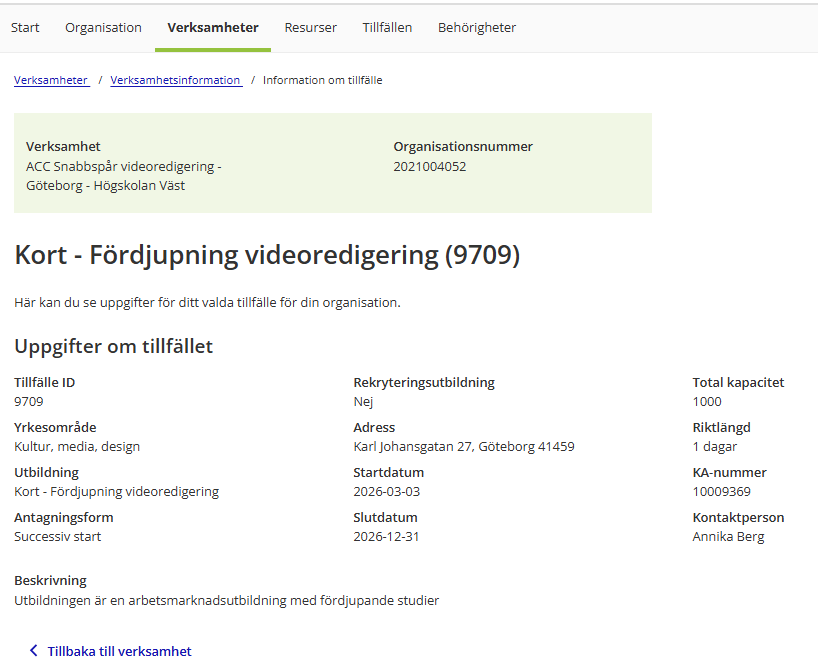 Start Organisation Verksamheter Resurser Tillfällen Behörigheter
Verksamheter / Verksamhetsinformation / Information om tillfälle
Verksamhet
ACC Snabbspår videoredigering -
Göteborg - Högskolan Väst
Organisationsnummer
2021004052
Kort - Fördjupning videoredigering (9709)
Här kan du se uppgifter för ditt valda tillfälle för din organisation.
Uppgifter om tillfället
Tillfälle ID
9709
Rekryteringsutbildning
Nej
Total kapacitet
1000
Yrkesområde
Kultur, media, design
Adress
Karl Johansgatan 27, Göteborg 41459
Riktlängd
1 dagar
Utbildning
Kort - Fördjupning videoredigering
Startdatum
2026-03-03
KA-nummer
10009369
Antagningsform
Successiv start
Slutdatum
2026-12-31
Kontaktperson
Annika Berg
Beskrivning
Utbildningen är en arbetsmarknadsutbildning med fördjupande studier
Tillbaka till verksamhet